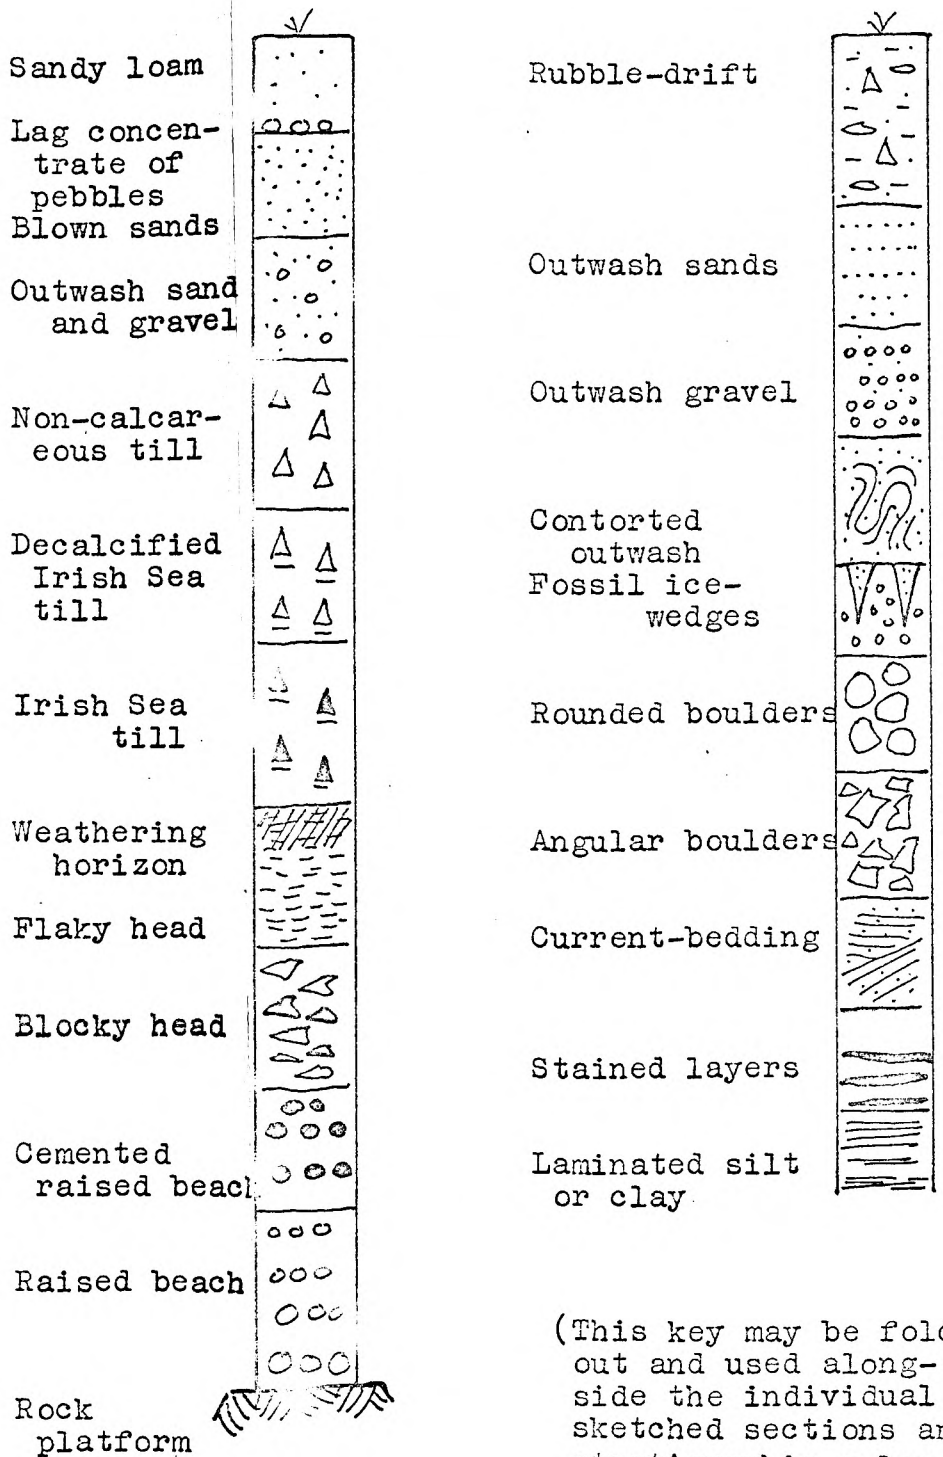 Sandy loam
Lag concen-
trate of
pebbles
Blown sands
Outwash sand
and gravel
Non-calcar-
eous till
Decalcified
Irish Sea
till
Irish Sea
till
Weathering
horizon
Flaky head
Blocky head
Cemented
raised beach
Raised beach
Rock
platform
Rubble-drift
Outwash sands
Outwash gravel
Contorted
outwash
Fossil ice-
wedges
Rounded boulders
Angular boulders
Current-bedding
Stained layers
Laminated silt
or clay
(This key may be
out and used along-
side the individual
sketched sections